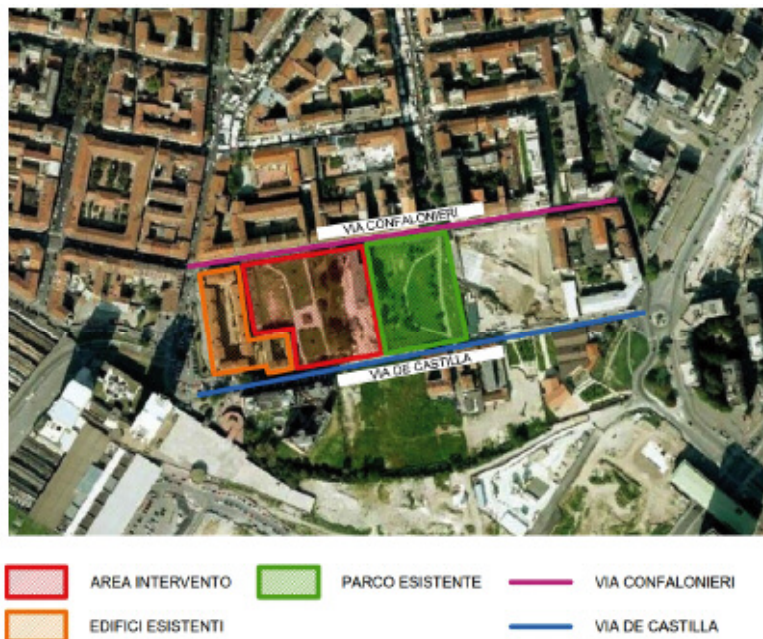 VIA CONFALONIERI
VIA DE CASTILLA
AREA INTERVENTO
PARCO ESISTENTE
VIA CONFALONIERI
EDIFICI ESISTENTI
VIA DE CASTILLA